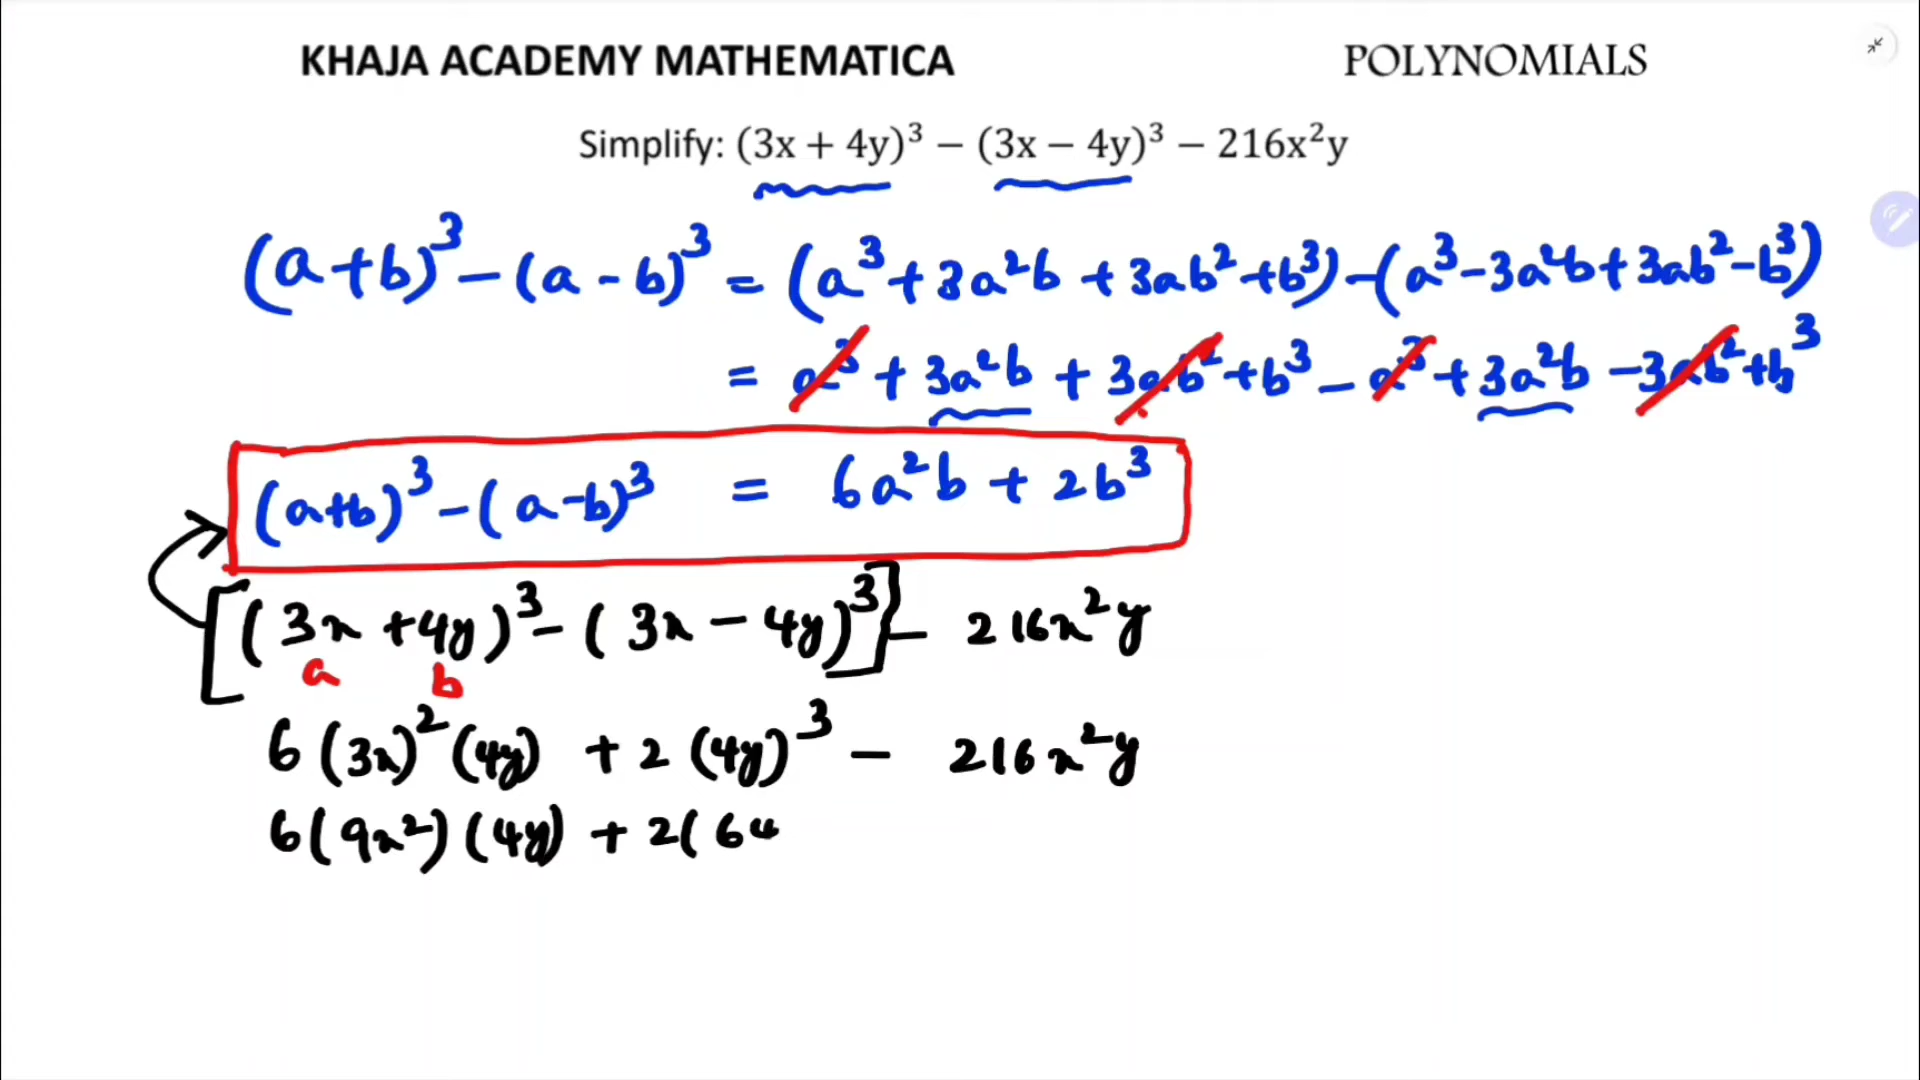 KHAJA ACADEMY MATHEMATICA POLYNOMIALS
Simplify: (3x + 4y)³ − (3x − 4y)³ − 216x²y
(a+b)³ − (a − b)³ = (a³ + 3a²b + 3ab² + b³) − (a³ − 3a²b + 3ab² − b³)
= a³ + 3a²b + 3ab² + b³ − a³ + 3a²b − 3ab² + b³
(a+b)³ − (a−b)³ = 6a²b + 2b³
[(3x + 4y)³ − (3x − 4y)³] − 216x²y
a b
6(3x)²(4y) + 2(4y)³ − 216x²y
6(9x²)(4y) + 2(64